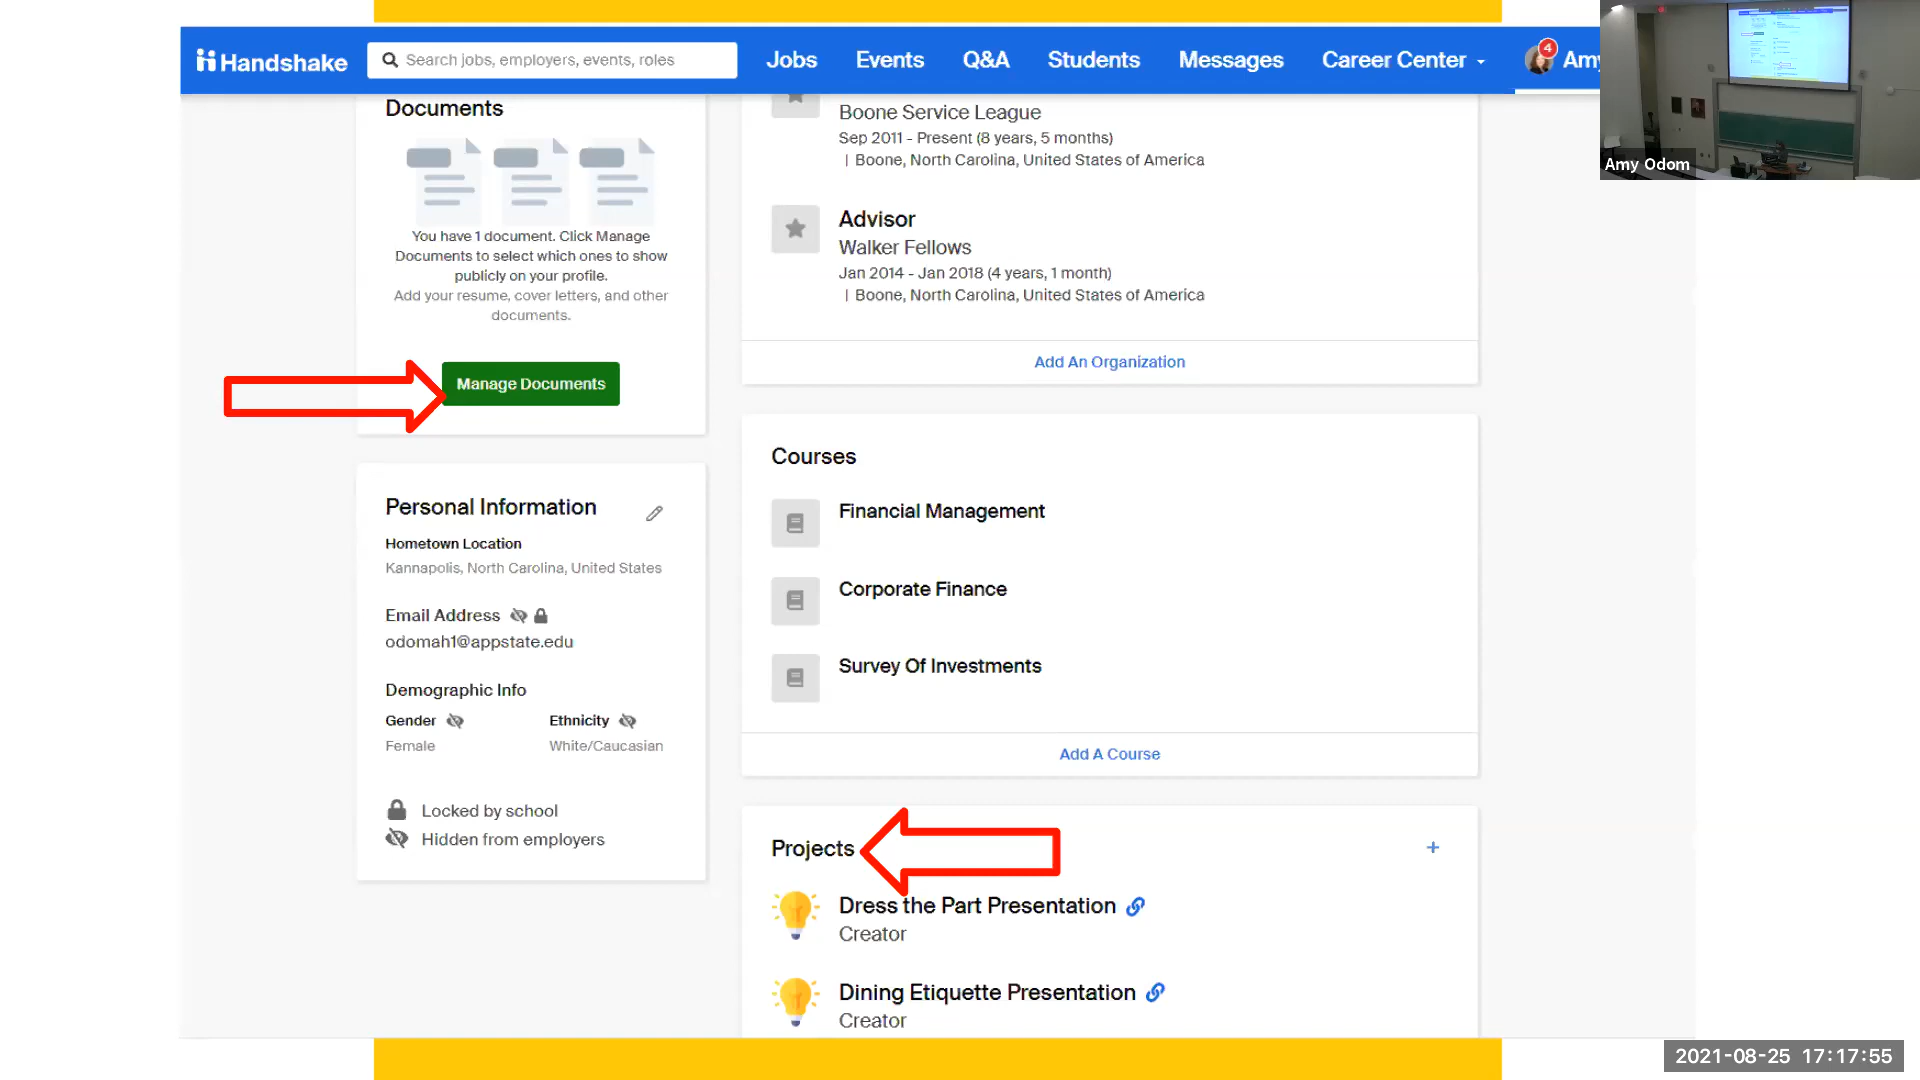 Handshake
Search jobs, employers, events, roles
Jobs
Events
Q&A
Students
Messages
Career Center
4
Amy
Documents
You have 1 document. Click Manage
Documents to select which ones to show
publicly on your profile.
Add your resume, cover letters, and other
documents.
Manage Documents
Personal Information
Hometown Location
Kannapolis, North Carolina, United States
Email Address
odomah1@appstate.edu
Demographic Info
Gender
Female
Ethnicity
White/Caucasian
Locked by school
Hidden from employers
Boone Service League
Sep 2011 - Present (8 years, 5 months)
| Boone, North Carolina, United States of America
Advisor
Walker Fellows
Jan 2014 - Jan 2018 (4 years, 1 month)
| Boone, North Carolina, United States of America
Add An Organization
Courses
Financial Management
Corporate Finance
Survey Of Investments
Add A Course
Projects
+
Dress the Part Presentation
Creator
Dining Etiquette Presentation
Creator
Amy Odom
2021-08-25 17:17:55